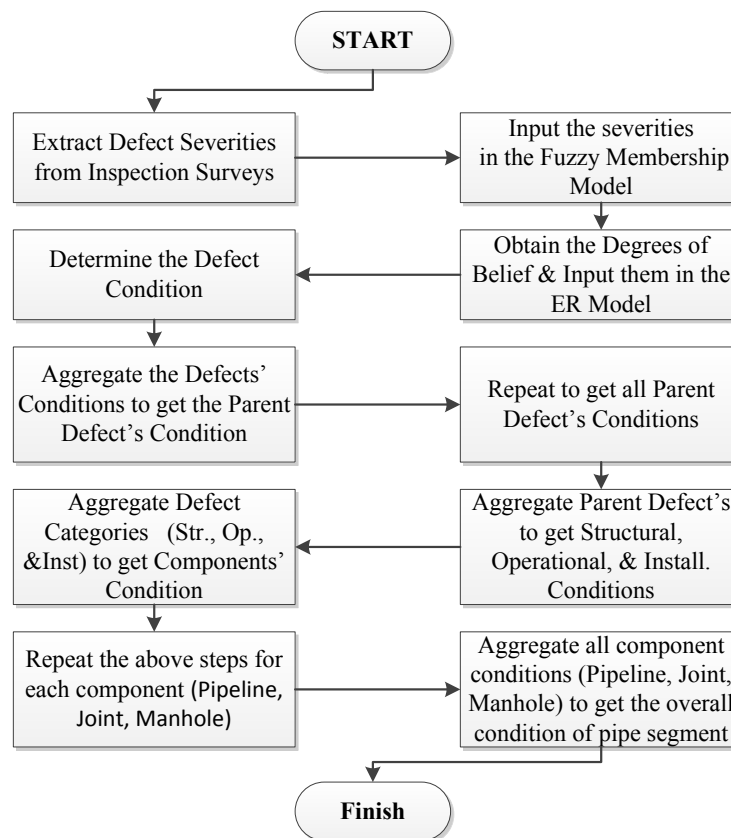 START
Extract Defect Severities
from Inspection Surveys
Input the severities
in the Fuzzy Membership
Model
Obtain the Degrees of
Belief & Input them in the
ER Model
Determine the Defect
Condition
Aggregate the Defects'
Conditions to get the Parent
Defect's Condition
Repeat to get all Parent
Defect's Conditions
Aggregate Parent Defect's
to get Structural,
Operational, & Install.
Conditions
Aggregate Defect
Categories (Str., Op.,
&Inst) to get Components'
Condition
Repeat the above steps for
each component (Pipeline,
Joint, Manhole)
Aggregate all component
conditions (Pipeline, Joint,
Manhole) to get the overall
condition of pipe segment
Finish